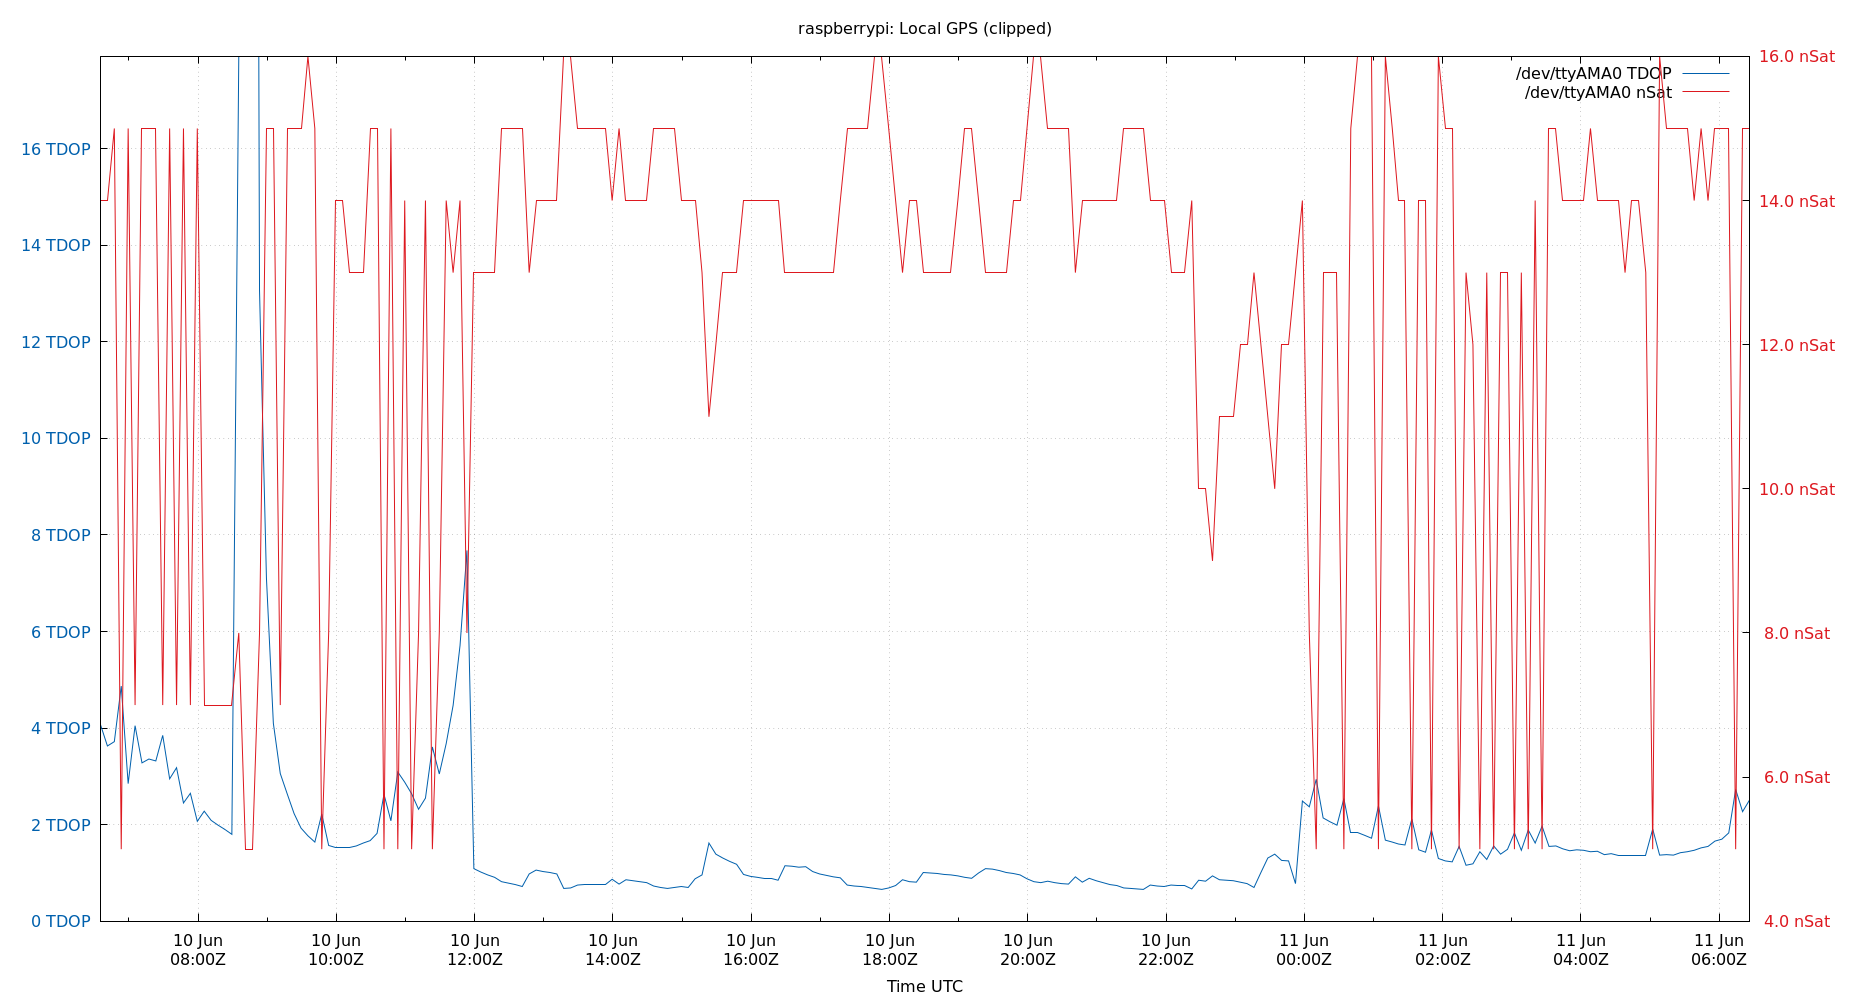 raspberrypi: Local GPS (clipped)
16.0 nSat
/dev/ttyAMA0 TDOP
/dev/ttyAMA0 nSat
16 TDOP
14.0 nSat
14 TDOP
12 TDOP
12.0 nSat
10 TDOP
10.0 nSat
8 TDOP
6 TDOP
8.0 nSat
4 TDOP
6.0 nSat
2 TDOP
0 TDOP
4.0 nSat
10 Jun 10 Jun 10 Jun 10 Jun 10 Jun 10 Jun 10 Jun 10 Jun 11 Jun 11 Jun 11 Jun 11 Jun
08:00Z 10:00Z 12:00Z 14:00Z 16:00Z 18:00Z 20:00Z 22:00Z 00:00Z 02:00Z 04:00Z 06:00Z
Time UTC